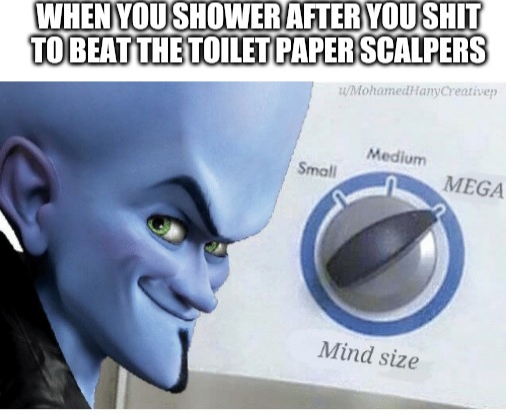 WHEN YOU SHOWER AFTER YOU SHIT
TO BEAT THE TOILET PAPER SCALPERS
u/MohamedHanyCreativep
Small
Medium
MEGA
Mind size